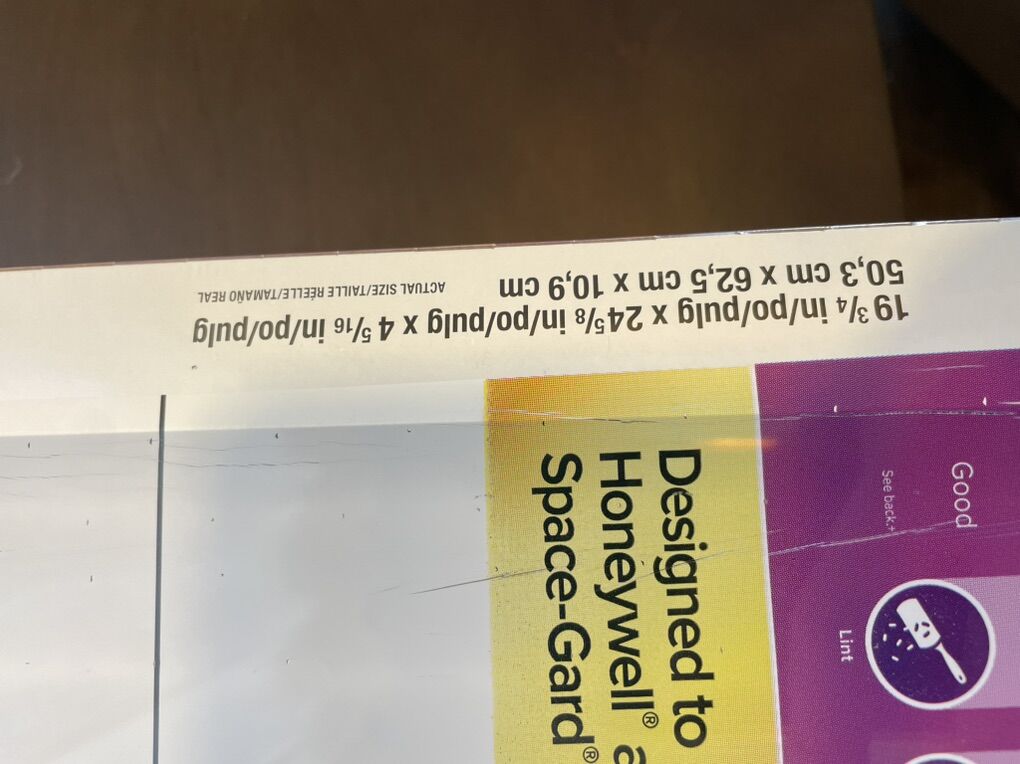 19 3/4 in/po/pulg x 24 5/8 in/po/pulg x 4 5/16 in/po/pulg
50,3 cm x 62,5 cm x 10,9 cm ACTUAL SIZE/TAILLE RÉELLE/TAMAÑO REAL
Good
See back.+
Lint
Designed to
Honeywell® a
Space-Gard®